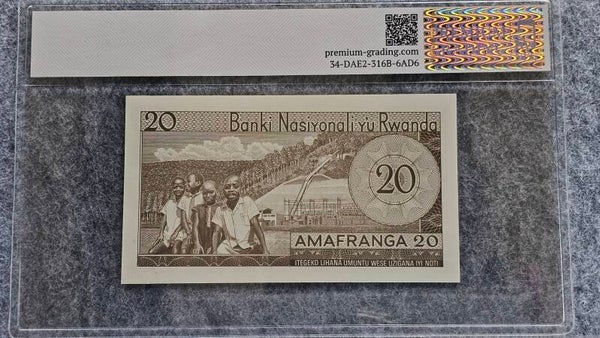 premium-grading.com
34-DAE2-316B-6AD6
20 Banki Nasiyonali y'u Rwanda
20
AMAFRANGA 20
ITEGEKO LIHANA UMUNTU WESE UZIGANA IYI NOTI